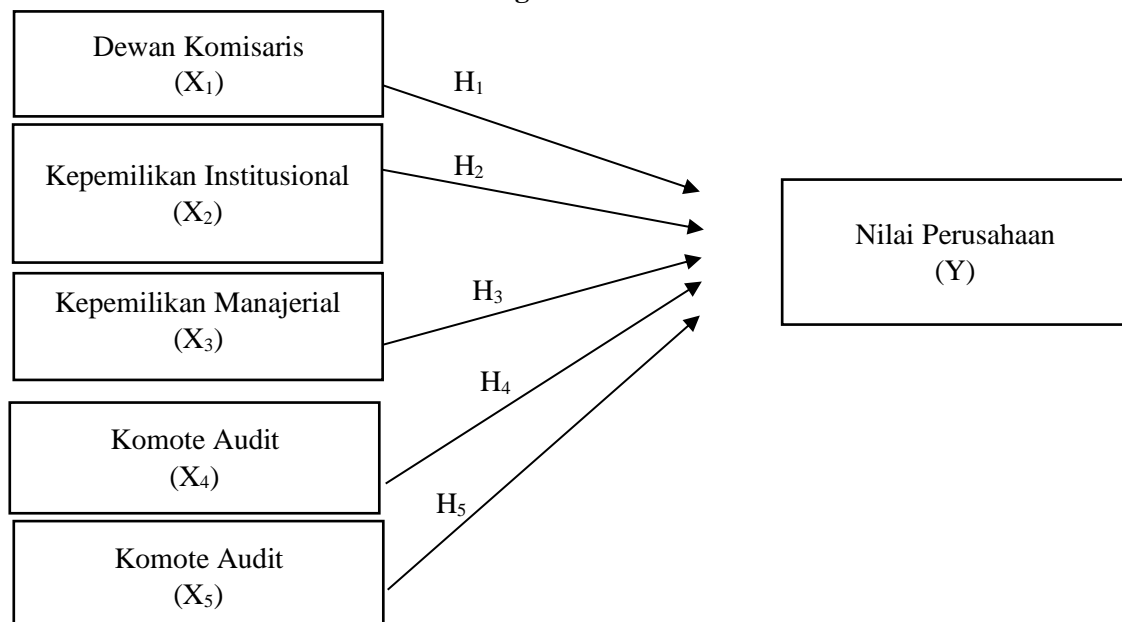 Dewan Komisaris
(X₁)
H₁
Kepemilikan Institusional
(X₂)
H₂
Kepemilikan Manajerial
(X₃)
H₃
Komote Audit
(X₄)
H₄
Komote Audit
(X₅)
H₅
Nilai Perusahaan
(Y)